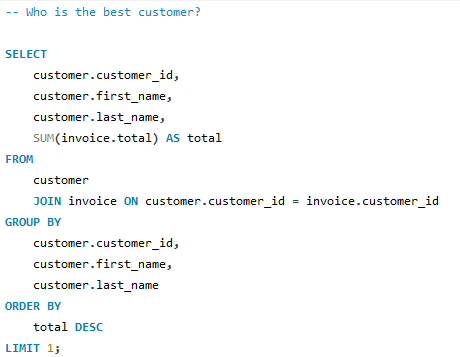 -- Who is the best customer?
SELECT
customer.customer_id,
customer.first_name,
customer.last_name,
SUM(invoice.total) AS total
FROM
customer
JOIN invoice ON customer.customer_id = invoice.customer_id
GROUP BY
customer.customer_id,
customer.first_name,
customer.last_name
ORDER BY
total DESC
LIMIT 1;